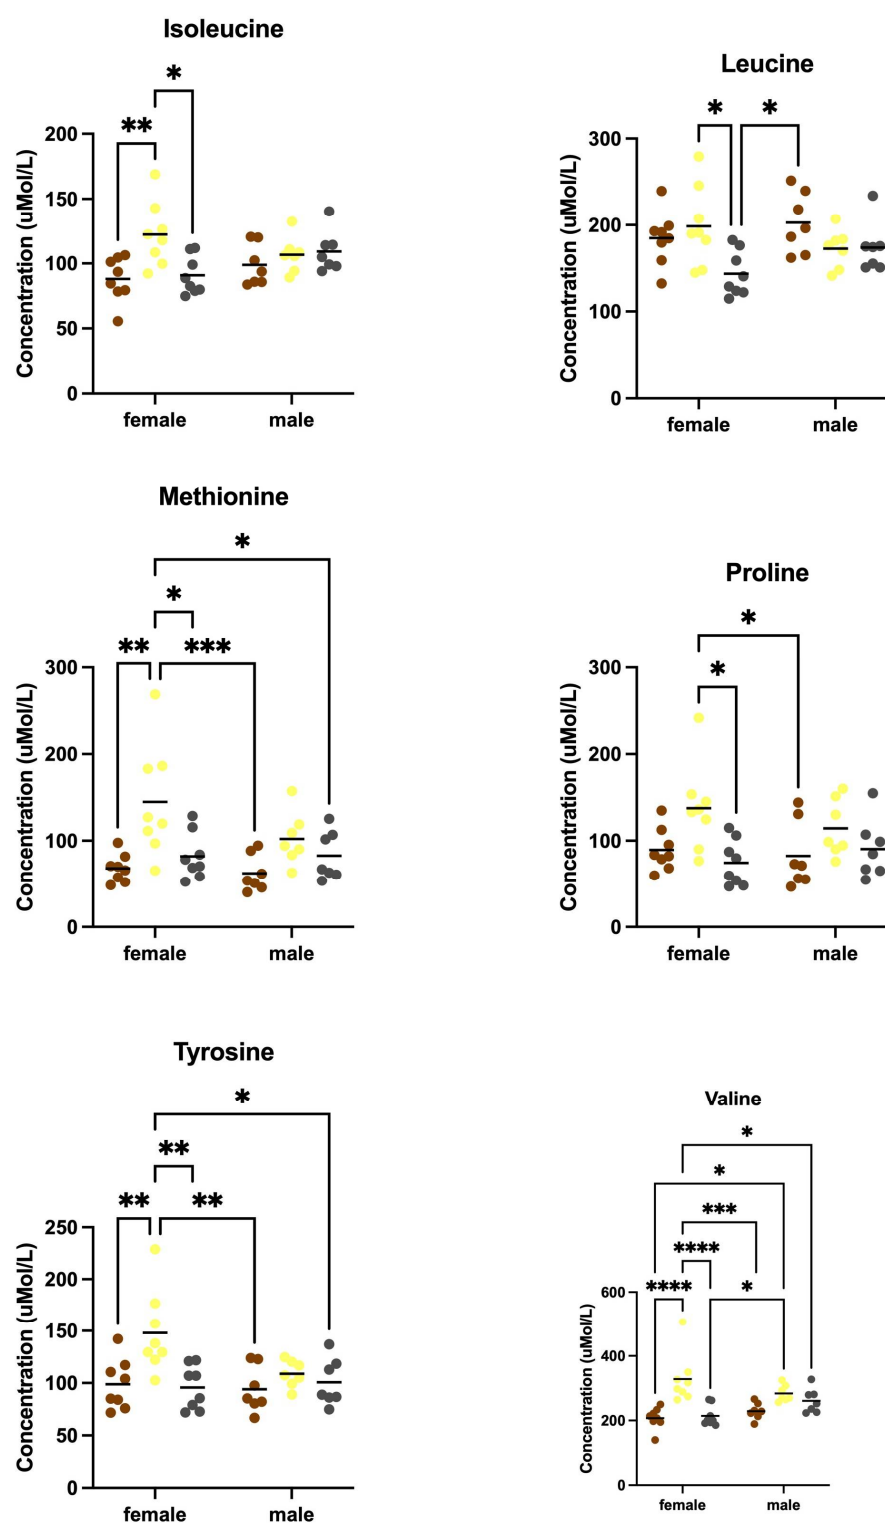 Isoleucine
*
**
Concentration (uMol/L)
200
150
100
50
0
female male
Leucine
* *
Concentration (uMol/L)
300
200
100
0
female male
Methionine
*
*
** ***
Concentration (uMol/L)
300
200
100
0
female male
Proline
*
*
Concentration (uMol/L)
300
200
100
0
female male
Tyrosine
*
**
** **
Concentration (uMol/L)
250
200
150
100
50
0
female male
Valine
*
*
***
****
**** *
Concentration (uMol/L)
600
400
200
0
female male